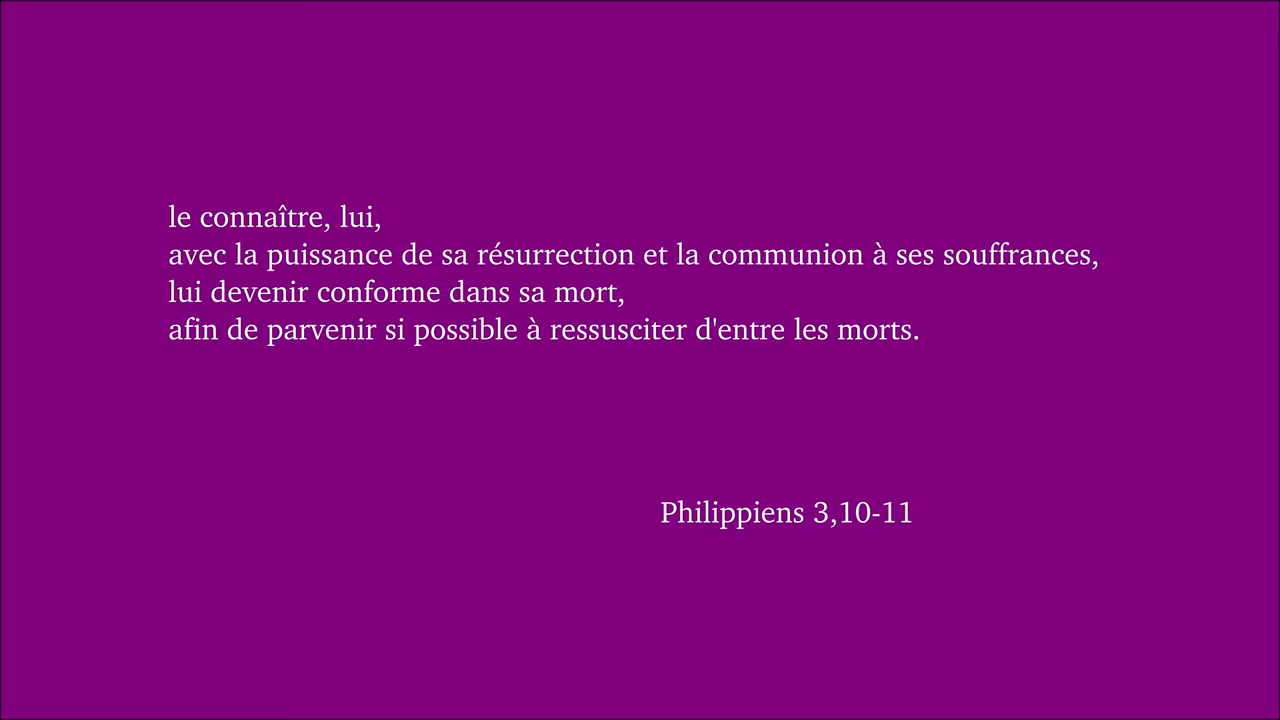 le connaître, lui,
avec la puissance de sa résurrection et la communion à ses souffrances,
lui devenir conforme dans sa mort,
afin de parvenir si possible à ressusciter d'entre les morts.
Philippiens 3,10-11